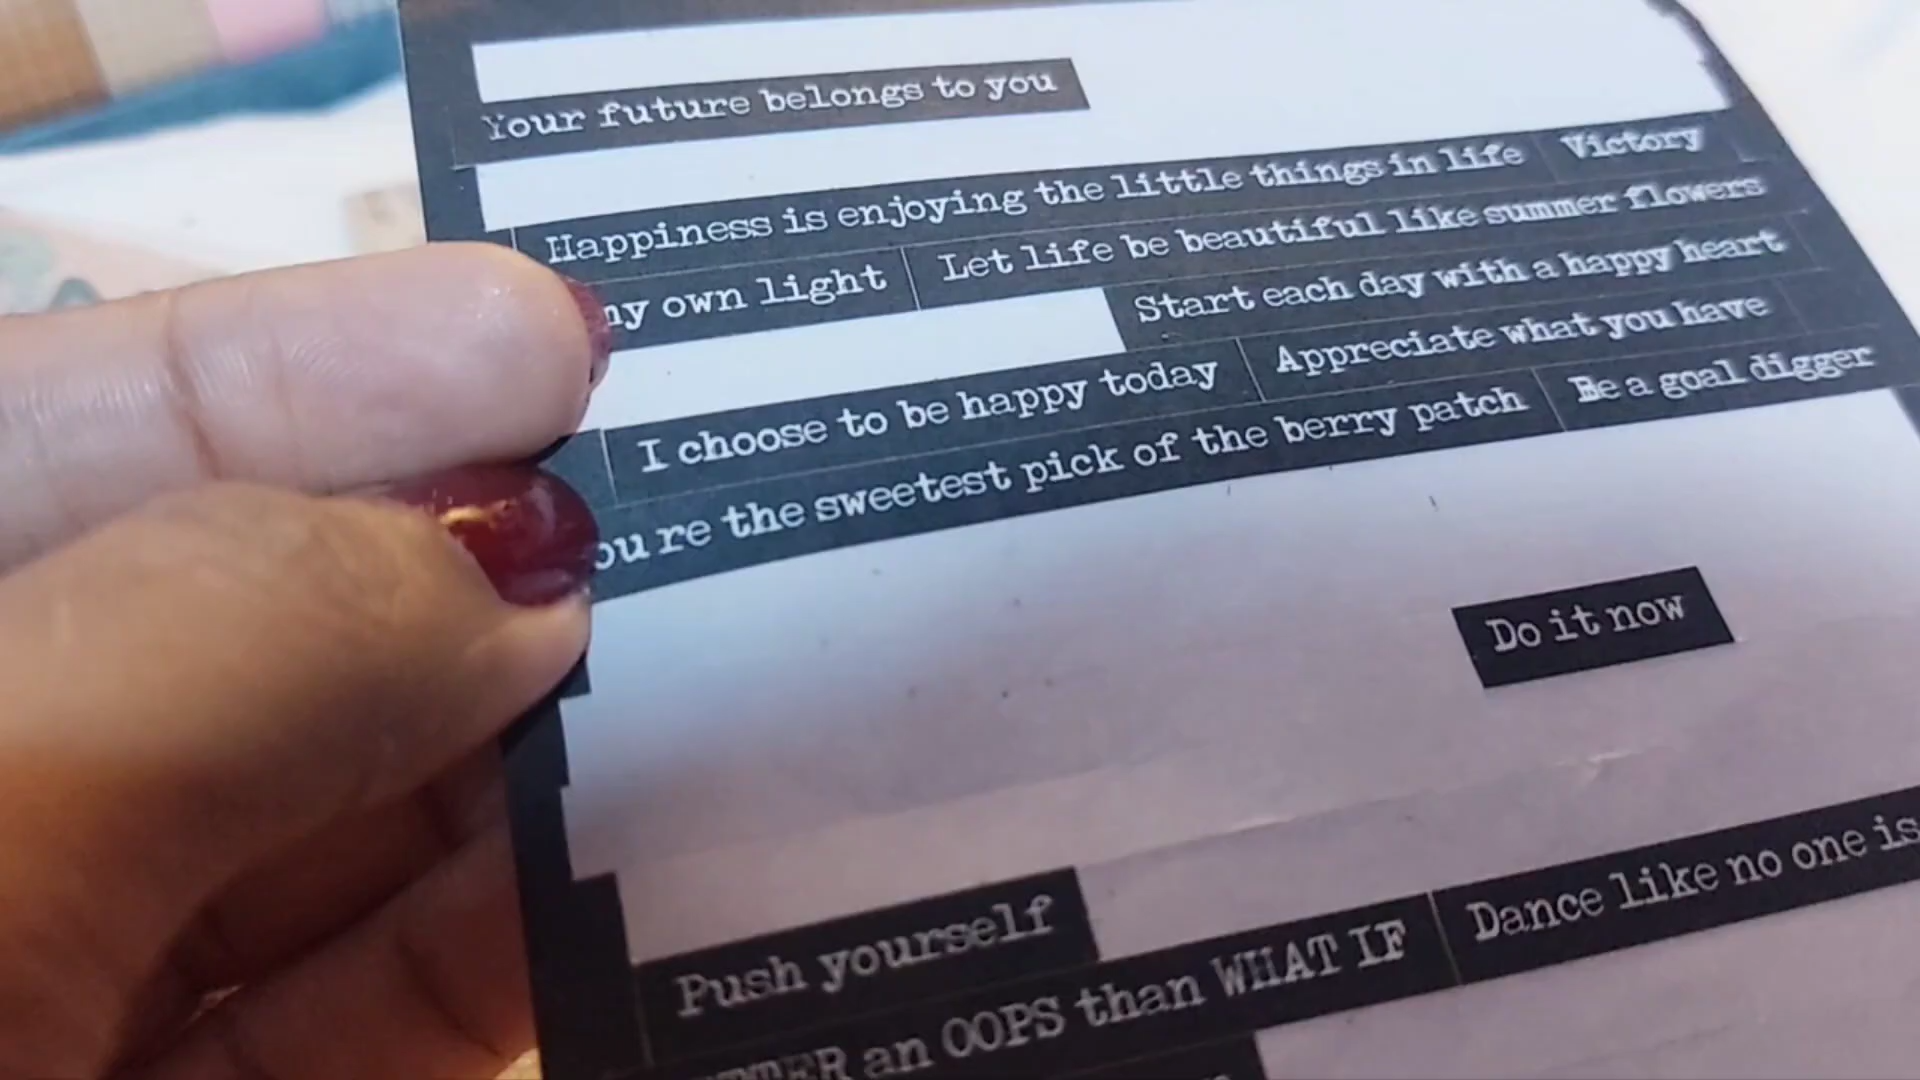 Your future belongs to you
Happiness is enjoying the little things in life Victory
my own light Let life be beautiful like summer flowers
Start each day with a happy heart
I choose to be happy today Appreciate what you have
ou re the sweetest pick of the berry patch Be a goal digger
Do it now
Push yourself
an OOPS than WHAT IF Dance like no one is